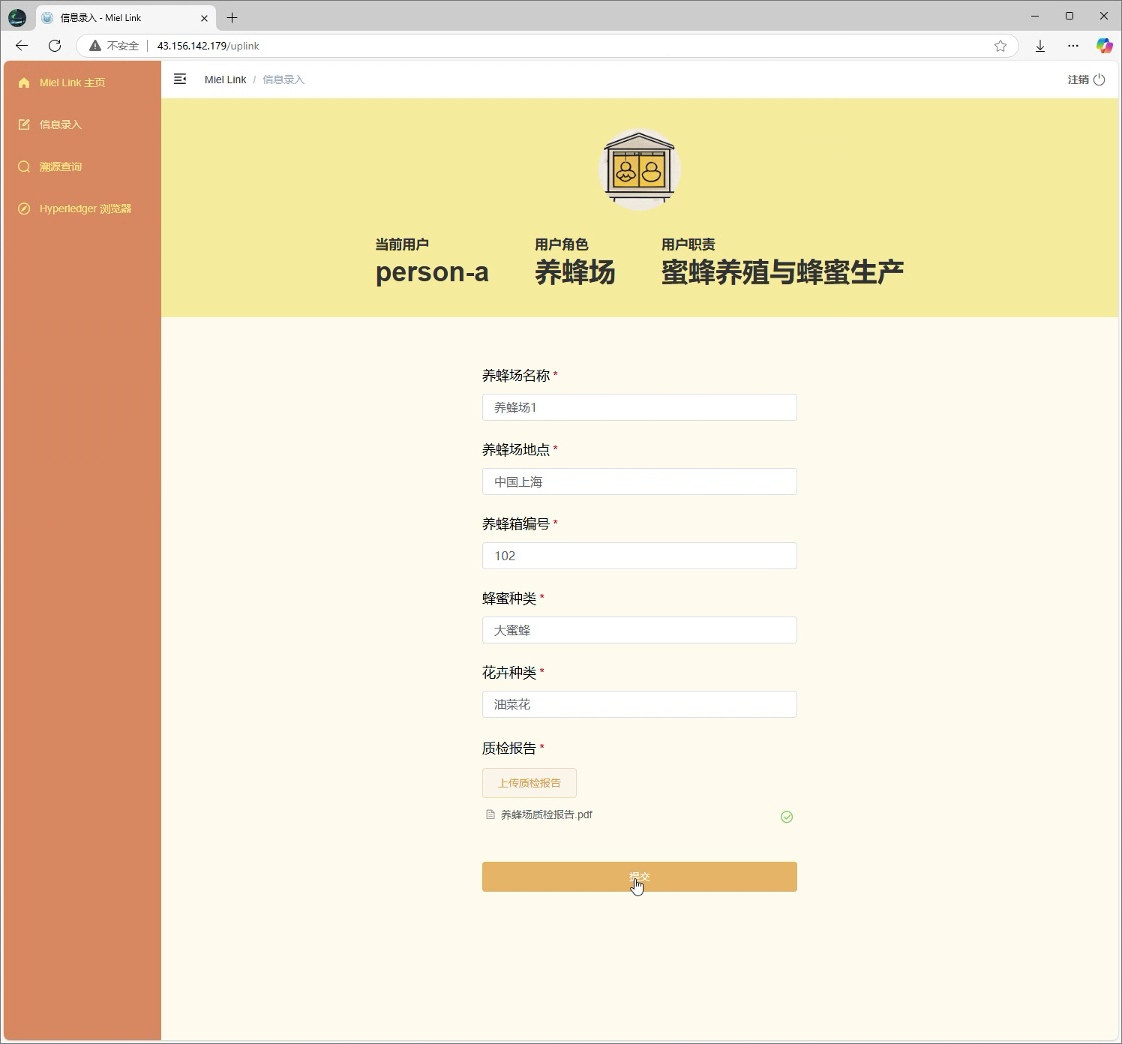 信息录入 - Miel Link
不安全 43.156.142.179/uplink
Miel Link 主页
信息录入
溯源查询
Hyperledger 浏览器
Miel Link / 信息录入
注销
当前用户 用户角色 用户职责
person-a 养蜂场 蜜蜂养殖与蜂蜜生产
养蜂场名称 *
养蜂场1
养蜂场地点 *
中国上海
养蜂箱编号 *
102
蜂蜜种类 *
大蜜蜂
花卉种类 *
油菜花
质检报告 *
上传质检报告
养蜂场质检报告.pdf
提交